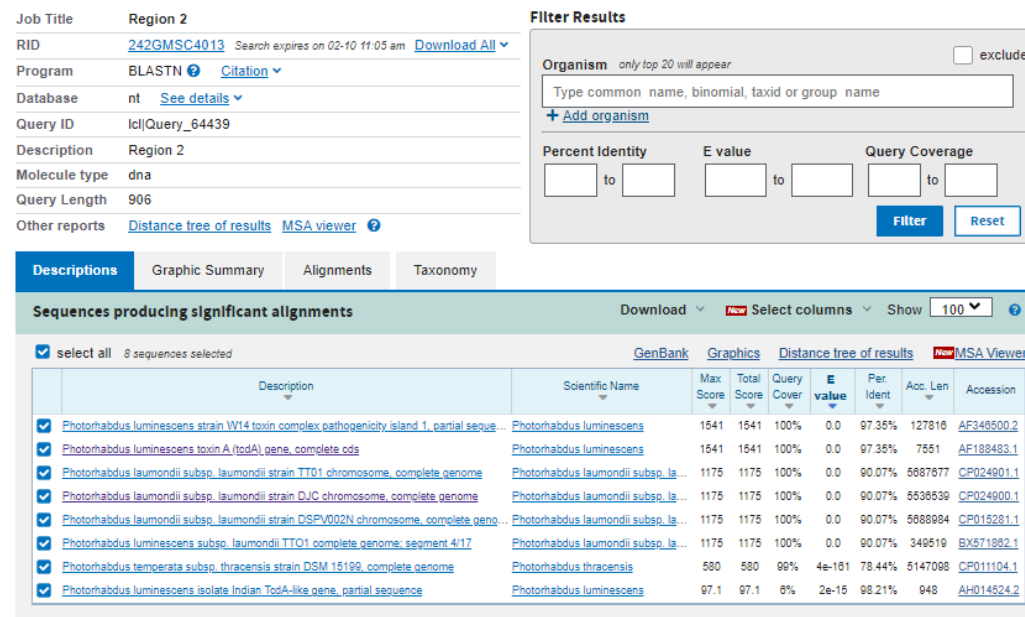 Job Title Region 2
RID 242GMSC4013 Search expires on 02-10 11:05 am Download All
Program BLASTN Citation
Database nt See details
Query ID lcl|Query_64439
Description Region 2
Molecule type dna
Query Length 906
Other reports Distance tree of results MSA viewer
Filter Results
Organism only top 20 will appear exclude
Type common name, binomial, taxid or group name
+ Add organism
Percent Identity E value Query Coverage
to to to
Filter Reset
Descriptions Graphic Summary Alignments Taxonomy
Sequences producing significant alignments Download New Select columns Show 100
select all 8 sequences selected GenBank Graphics Distance tree of results New MSA Viewer
Description Scientific Name Max Score Total Score Query Cover E value Per. Ident Acc. Len Accession
Photorhabdus luminescens strain W14 toxin complex pathogenicity island 1, partial seque... Photorhabdus luminescens 1541 1541 100% 0.0 97.35% 127816 AF346500.2
Photorhabdus luminescens toxin A (tcdA) gene, complete cds Photorhabdus luminescens 1541 1541 100% 0.0 97.35% 7551 AF188483.1
Photorhabdus laumondii subsp. laumondii strain TT01 chromosome, complete genome Photorhabdus laumondii subsp. la... 1175 1175 100% 0.0 90.07% 5687677 CP024901.1
Photorhabdus laumondii subsp. laumondii strain DJC chromosome, complete genome Photorhabdus laumondii subsp. la... 1175 1175 100% 0.0 90.07% 5536539 CP024900.1
Photorhabdus laumondii subsp. laumondii strain DSPV002N chromosome, complete geno... Photorhabdus laumondii subsp. la... 1175 1175 100% 0.0 90.07% 5688984 CP015281.1
Photorhabdus luminescens subsp. laumondii TTO1 complete genome; segment 4/17 Photorhabdus laumondii subsp. la... 1175 1175 100% 0.0 90.07% 349519 BX571862.1
Photorhabdus temperata subsp. thracensis strain DSM 15199, complete genome Photorhabdus thracensis 580 580 99% 4e-161 78.44% 5147098 CP011104.1
Photorhabdus luminescens isolate Indian TcdA-like gene, partial sequence Photorhabdus luminescens 97.1 97.1 6% 2e-15 98.21% 948 AH014524.2